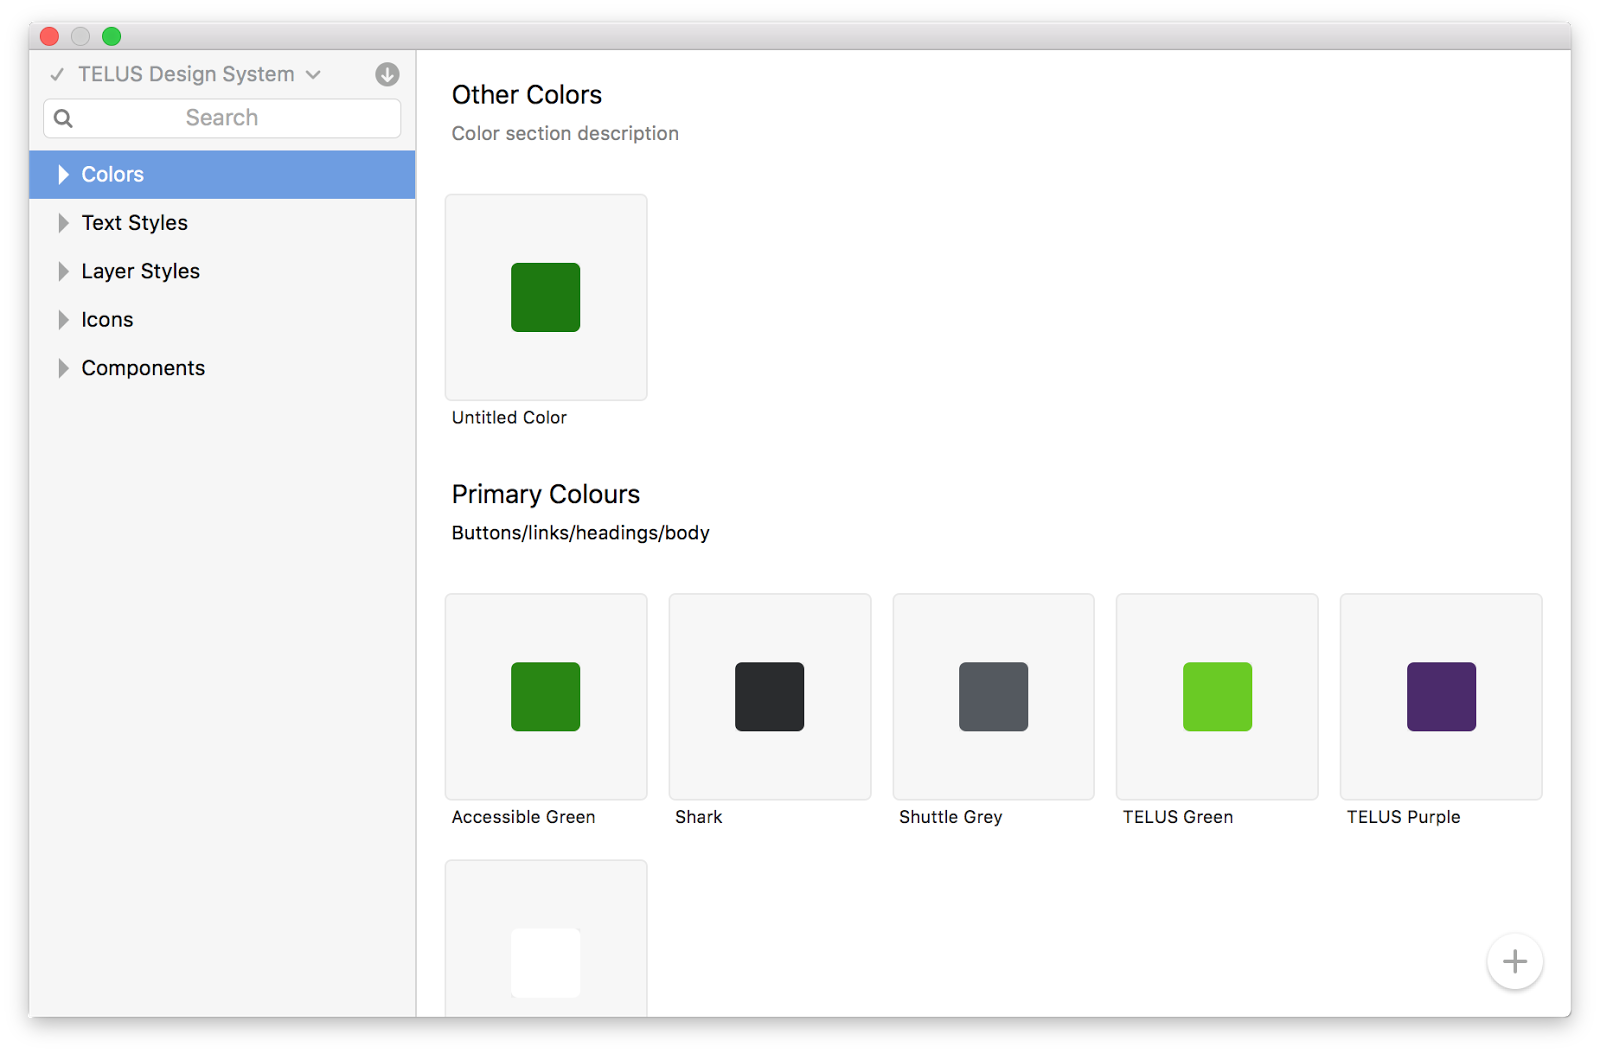 TELUS Design System
Search
Colors
Text Styles
Layer Styles
Icons
Components
Other Colors
Color section description
Untitled Color
Primary Colours
Buttons/links/headings/body
Accessible Green
Shark
Shuttle Grey
TELUS Green
TELUS Purple